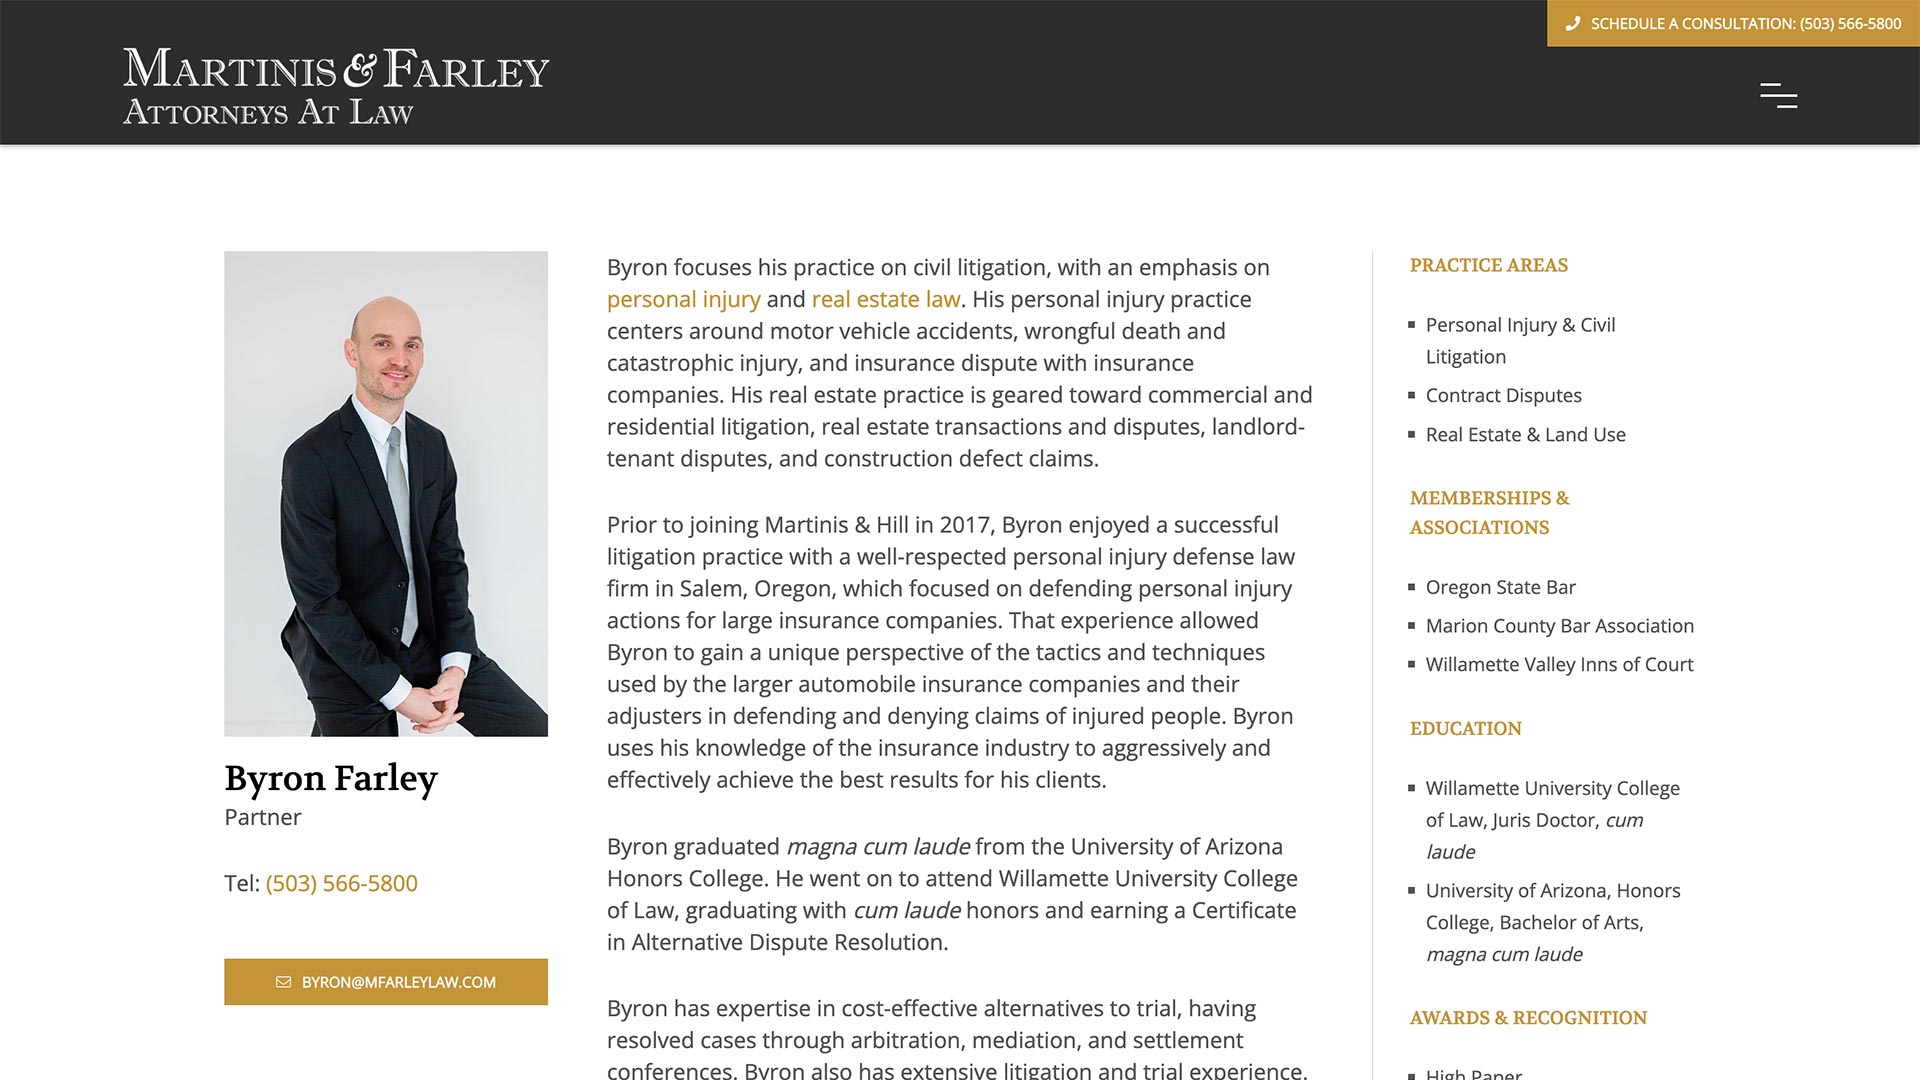 SCHEDULE A CONSULTATION: (503) 566-5800
MARTINIS & FARLEY
ATTORNEYS AT LAW
Byron Farley
Partner
Tel: (503) 566-5800
BYRON@MFARLEYLAW.COM
Byron focuses his practice on civil litigation, with an emphasis on
personal injury and real estate law. His personal injury practice
centers around motor vehicle accidents, wrongful death and
catastrophic injury, and insurance dispute with insurance
companies. His real estate practice is geared toward commercial and
residential litigation, real estate transactions and disputes, landlord-
tenant disputes, and construction defect claims.
Prior to joining Martinis & Hill in 2017, Byron enjoyed a successful
litigation practice with a well-respected personal injury defense law
firm in Salem, Oregon, which focused on defending personal injury
actions for large insurance companies. That experience allowed
Byron to gain a unique perspective of the tactics and techniques
used by the larger automobile insurance companies and their
adjusters in defending and denying claims of injured people. Byron
uses his knowledge of the insurance industry to aggressively and
effectively achieve the best results for his clients.
Byron graduated magna cum laude from the University of Arizona
Honors College. He went on to attend Willamette University College
of Law, graduating with cum laude honors and earning a Certificate
in Alternative Dispute Resolution.
Byron has expertise in cost-effective alternatives to trial, having
resolved cases through arbitration, mediation, and settlement
conferences. Byron also has extensive litigation and trial experience.
PRACTICE AREAS
Personal Injury & Civil
Litigation
Contract Disputes
Real Estate & Land Use
MEMBERSHIPS &
ASSOCIATIONS
Oregon State Bar
Marion County Bar Association
Willamette Valley Inns of Court
EDUCATION
Willamette University College
of Law, Juris Doctor, cum
laude
University of Arizona, Honors
College, Bachelor of Arts,
magna cum laude
AWARDS & RECOGNITION
High Paper